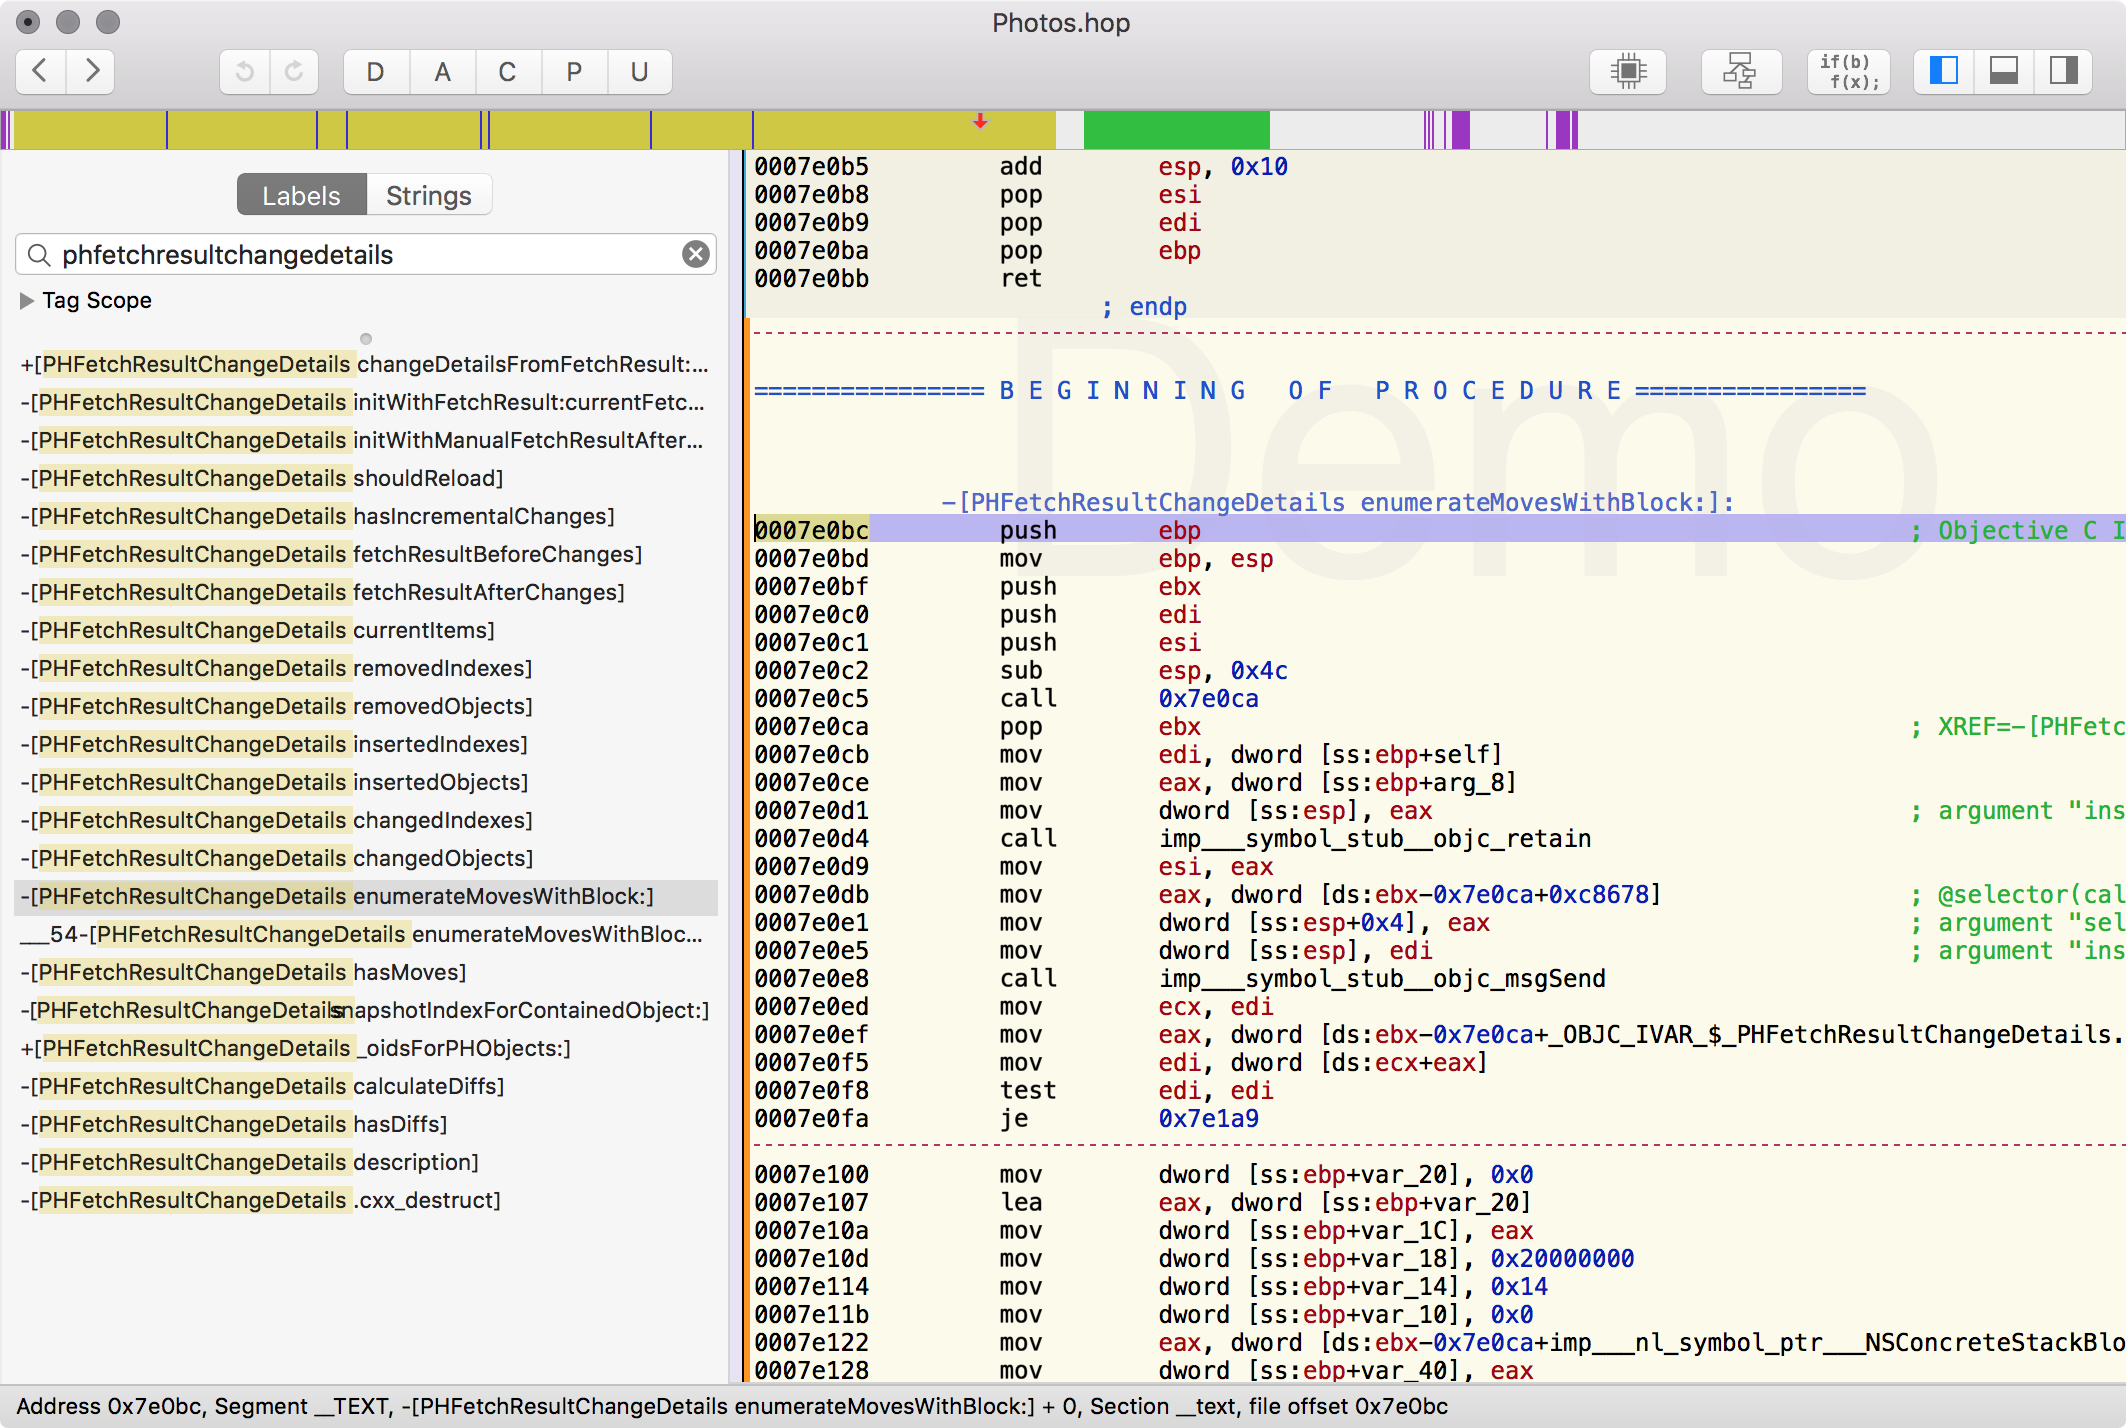 Photos.hop
D A C P U if(b) f(x);
Labels Strings
phfetchresultchangedetails
Tag Scope
+[PHFetchResultChangeDetails changeDetailsFromFetchResult:...
-[PHFetchResultChangeDetails initWithFetchResult:currentFetc...
-[PHFetchResultChangeDetails initWithManualFetchResultAfter...
-[PHFetchResultChangeDetails shouldReload]
-[PHFetchResultChangeDetails hasIncrementalChanges]
-[PHFetchResultChangeDetails fetchResultBeforeChanges]
-[PHFetchResultChangeDetails fetchResultAfterChanges]
-[PHFetchResultChangeDetails currentItems]
-[PHFetchResultChangeDetails removedIndexes]
-[PHFetchResultChangeDetails removedObjects]
-[PHFetchResultChangeDetails insertedIndexes]
-[PHFetchResultChangeDetails insertedObjects]
-[PHFetchResultChangeDetails changedIndexes]
-[PHFetchResultChangeDetails changedObjects]
-[PHFetchResultChangeDetails enumerateMovesWithBlock:]
___54-[PHFetchResultChangeDetails enumerateMovesWithBloc...
-[PHFetchResultChangeDetails hasMoves]
-[PHFetchResultChangeDetails snapshotIndexForContainedObject:]
+[PHFetchResultChangeDetails _oidsForPHObjects:]
-[PHFetchResultChangeDetails calculateDiffs]
-[PHFetchResultChangeDetails hasDiffs]
-[PHFetchResultChangeDetails description]
-[PHFetchResultChangeDetails .cxx_destruct]
0007e0b5 add esp, 0x10
0007e0b8 pop esi
0007e0b9 pop edi
0007e0ba pop ebp
0007e0bb ret
; endp
Demo
================ B E G I N N I N G   O F   P R O C E D U R E ================
-[PHFetchResultChangeDetails enumerateMovesWithBlock:]:
0007e0bc push ebp ; Objective C I
0007e0bd mov ebp, esp
0007e0bf push ebx
0007e0c0 push edi
0007e0c1 push esi
0007e0c2 sub esp, 0x4c
0007e0c5 call 0x7e0ca
0007e0ca pop ebx ; XREF=-[PHFetc
0007e0cb mov edi, dword [ss:ebp+self]
0007e0ce mov eax, dword [ss:ebp+arg_8]
0007e0d1 mov dword [ss:esp], eax ; argument "ins
0007e0d4 call imp___symbol_stub__objc_retain
0007e0d9 mov esi, eax
0007e0db mov eax, dword [ds:ebx-0x7e0ca+0xc8678] ; @selector(cal
0007e0e1 mov dword [ss:esp+0x4], eax ; argument "sel
0007e0e5 mov dword [ss:esp], edi ; argument "ins
0007e0e8 call imp___symbol_stub__objc_msgSend
0007e0ed mov ecx, edi
0007e0ef mov eax, dword [ds:ebx-0x7e0ca+_OBJC_IVAR_$_PHFetchResultChangeDetails.
0007e0f5 mov edi, dword [ds:ecx+eax]
0007e0f8 test edi, edi
0007e0fa je 0x7e1a9
0007e100 mov dword [ss:ebp+var_20], 0x0
0007e107 lea eax, dword [ss:ebp+var_20]
0007e10a mov dword [ss:ebp+var_1C], eax
0007e10d mov dword [ss:ebp+var_18], 0x20000000
0007e114 mov dword [ss:ebp+var_14], 0x14
0007e11b mov dword [ss:ebp+var_10], 0x0
0007e122 mov eax, dword [ds:ebx-0x7e0ca+imp___nl_symbol_ptr___NSConcreteStackBlo
0007e128 mov dword [ss:ebp+var_40], eax
Address 0x7e0bc, Segment __TEXT, -[PHFetchResultChangeDetails enumerateMovesWithBlock:] + 0, Section __text, file offset 0x7e0bc